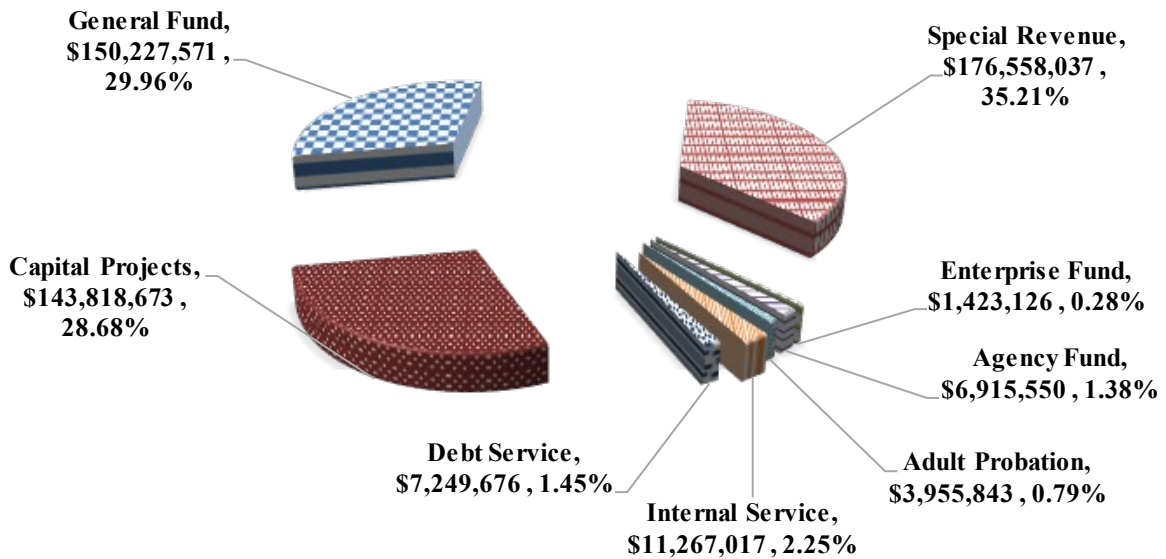 General Fund,
$150,227,571 ,
29.96%
Special Revenue,
$176,558,037 ,
35.21%
Capital Projects,
$143,818,673 ,
28.68%
Enterprise Fund,
$1,423,126 , 0.28%
Agency Fund,
$6,915,550 , 1.38%
Debt Service,
$7,249,676 , 1.45%
Adult Probation,
$3,955,843 , 0.79%
Internal Service,
$11,267,017 , 2.25%